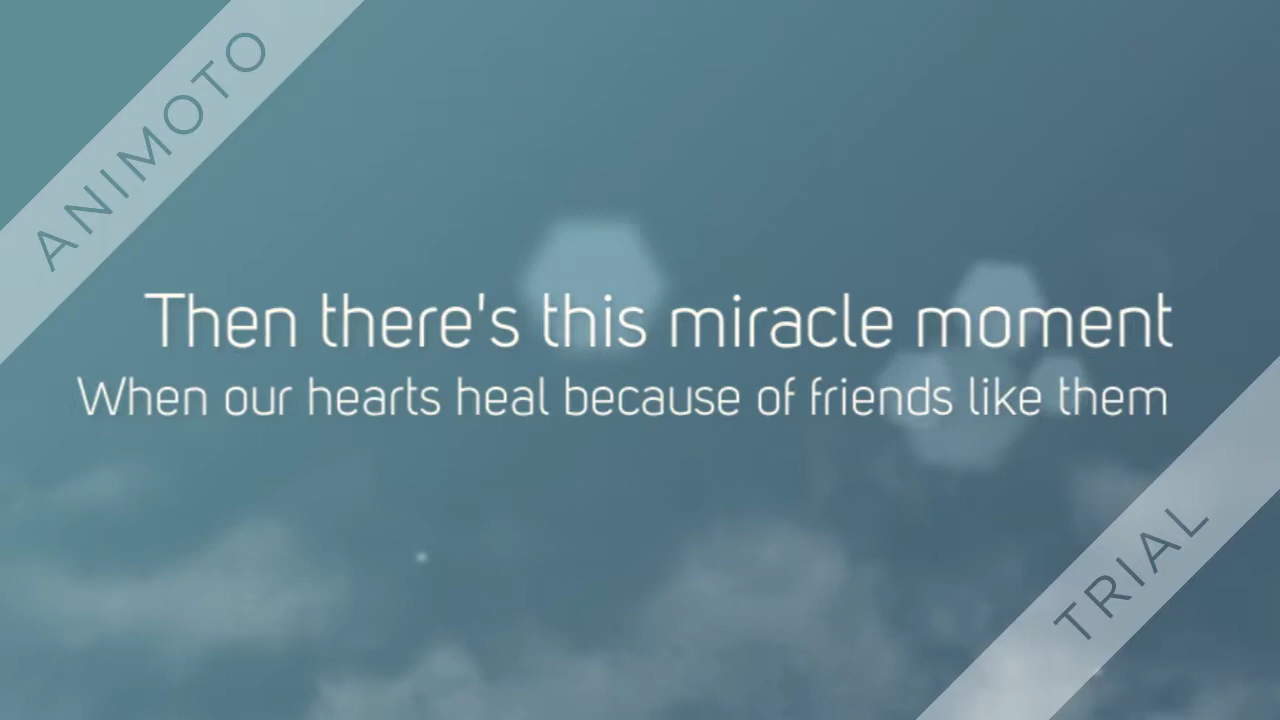 ANIMOTO
Then there's this miracle moment
When our hearts heal because of friends like them
TRIAL